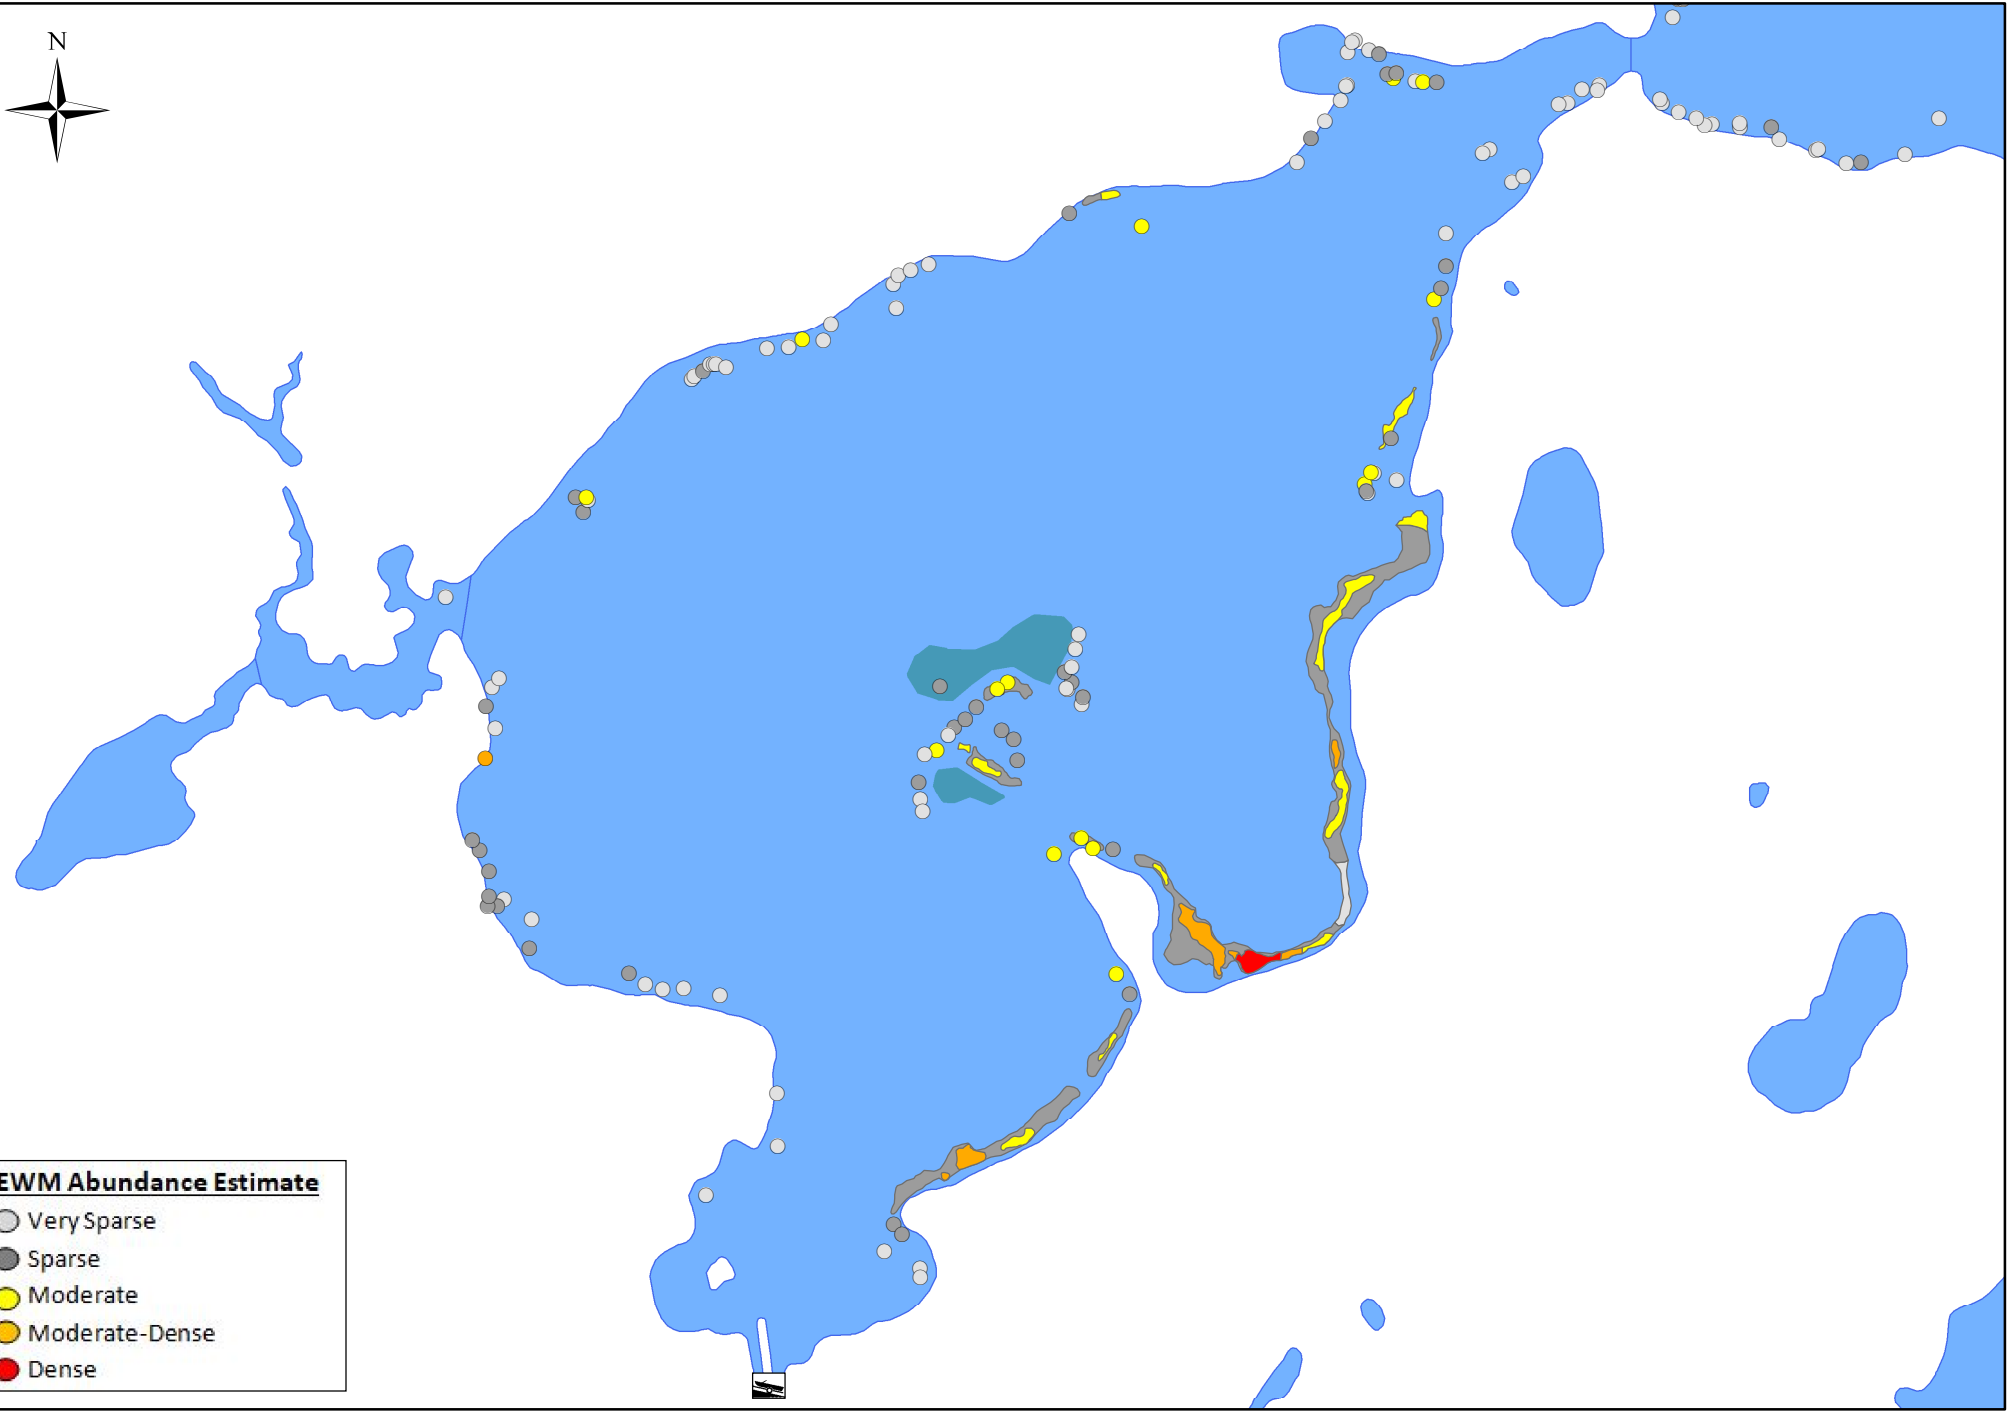 N
EWM Abundance Estimate
Very Sparse
Sparse
Moderate
Moderate-Dense
Dense